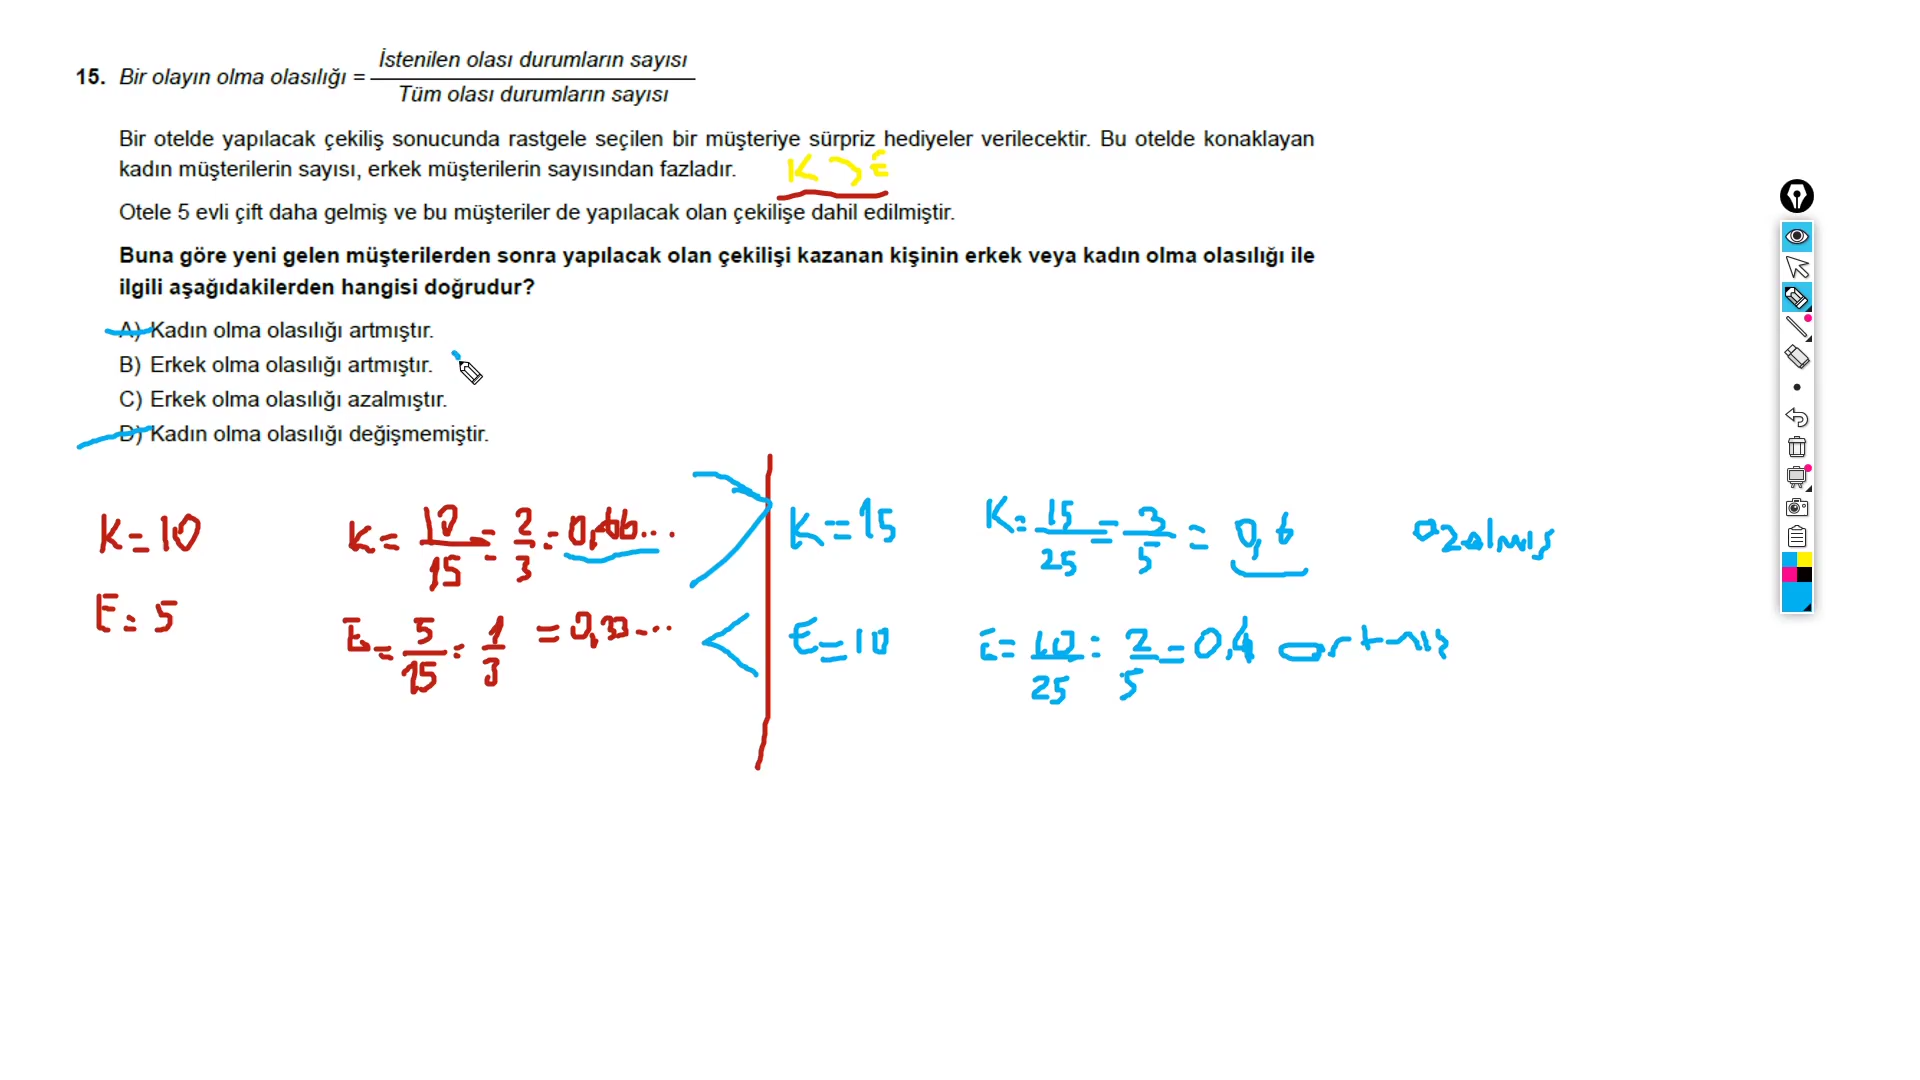 15. Bir olayın olma olasılığı = İstenilen olası durumların sayısı
Tüm olası durumların sayısı
Bir otelde yapılacak çekiliş sonucunda rastgele seçilen bir müşteriye sürpriz hediyeler verilecektir. Bu otelde konaklayan
kadın müşterilerin sayısı, erkek müşterilerin sayısından fazladır. K > E
Otele 5 evli çift daha gelmiş ve bu müşteriler de yapılacak olan çekilişe dahil edilmiştir.
Buna göre yeni gelen müşterilerden sonra yapılacak olan çekilişi kazanan kişinin erkek veya kadın olma olasılığı ile
ilgili aşağıdakilerden hangisi doğrudur?
A) Kadın olma olasılığı artmıştır.
B) Erkek olma olasılığı artmıştır.
C) Erkek olma olasılığı azalmıştır.
D) Kadın olma olasılığı değişmemiştir.
K = 10 K = 10/15 = 2/3 = 0,66... > K = 15 K = 15/25 = 3/5 = 0,6 azalmış
E = 5 E = 5/15 = 1/3 = 0,33... < E = 10 E = 10/25 = 2/5 = 0,4 artmış